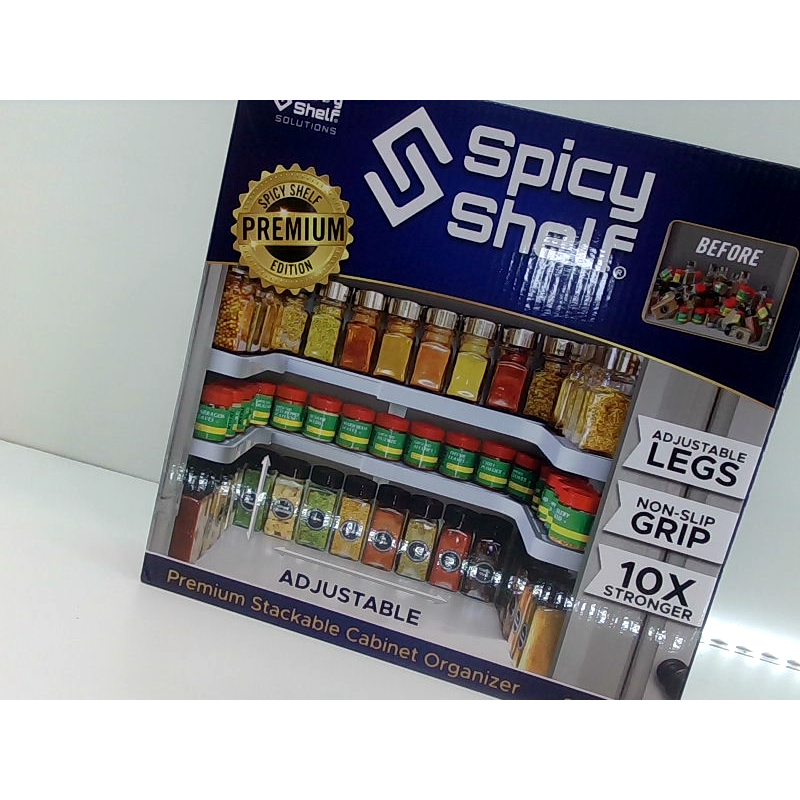 Shelf®
SOLUTIONS
Spicy
Shelf®
SPICY SHELF
PREMIUM
EDITION
BEFORE
ADJUSTABLE
LEGS
NON-SLIP
GRIP
10X
STRONGER
ADJUSTABLE
Premium Stackable Cabinet Organizer